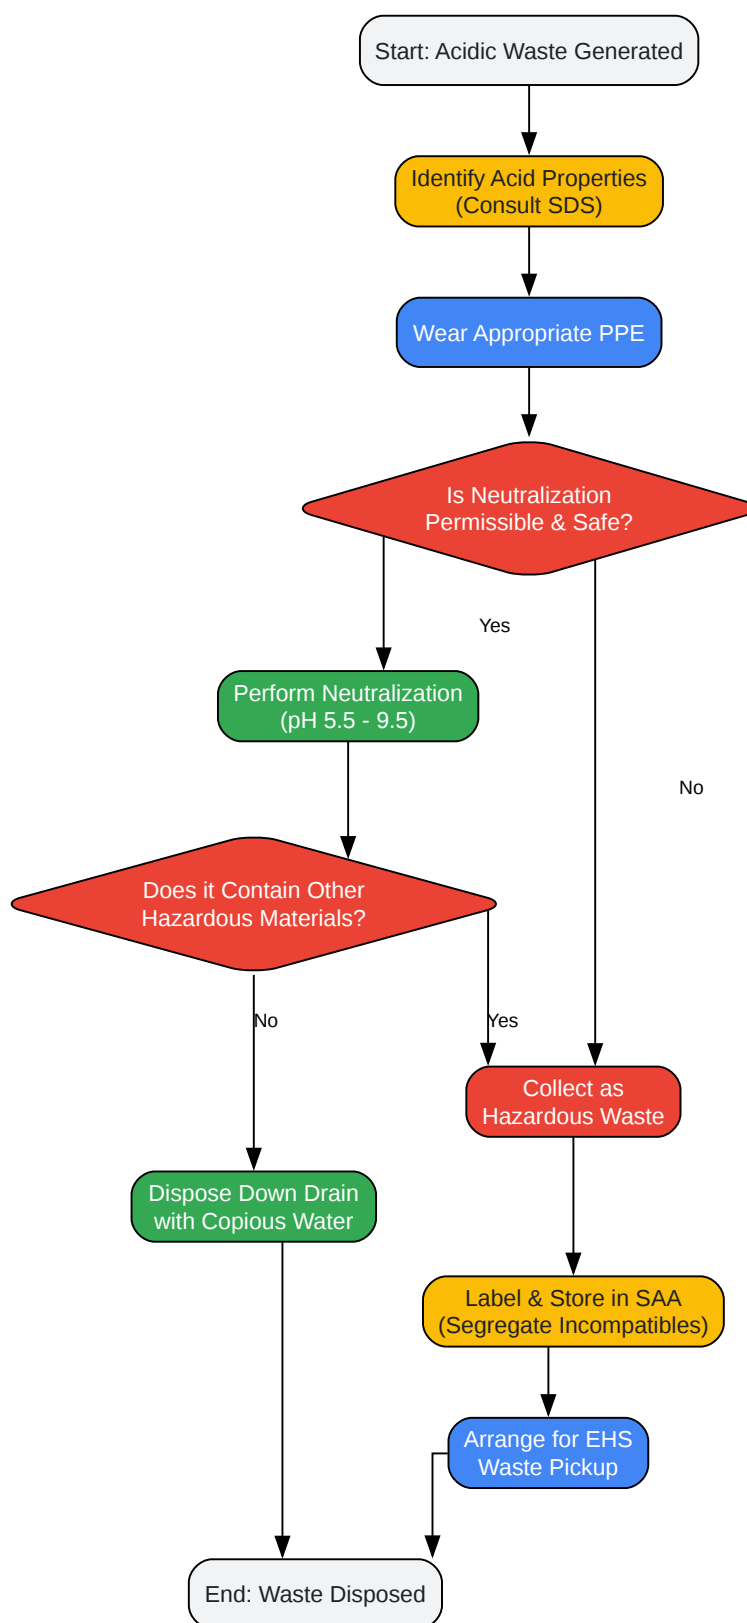 Start: Acidic Waste Generated
Identify Acid Properties
(Consult SDS)
Wear Appropriate PPE
Is Neutralization
Permissible & Safe?
Yes
Perform Neutralization
(pH 5.5 - 9.5)
No
Does it Contain Other
Hazardous Materials?
No
Yes
Collect as
Hazardous Waste
Dispose Down Drain
with Copious Water
Label & Store in SAA
(Segregate Incompatibles)
Arrange for EHS
Waste Pickup
End: Waste Disposed